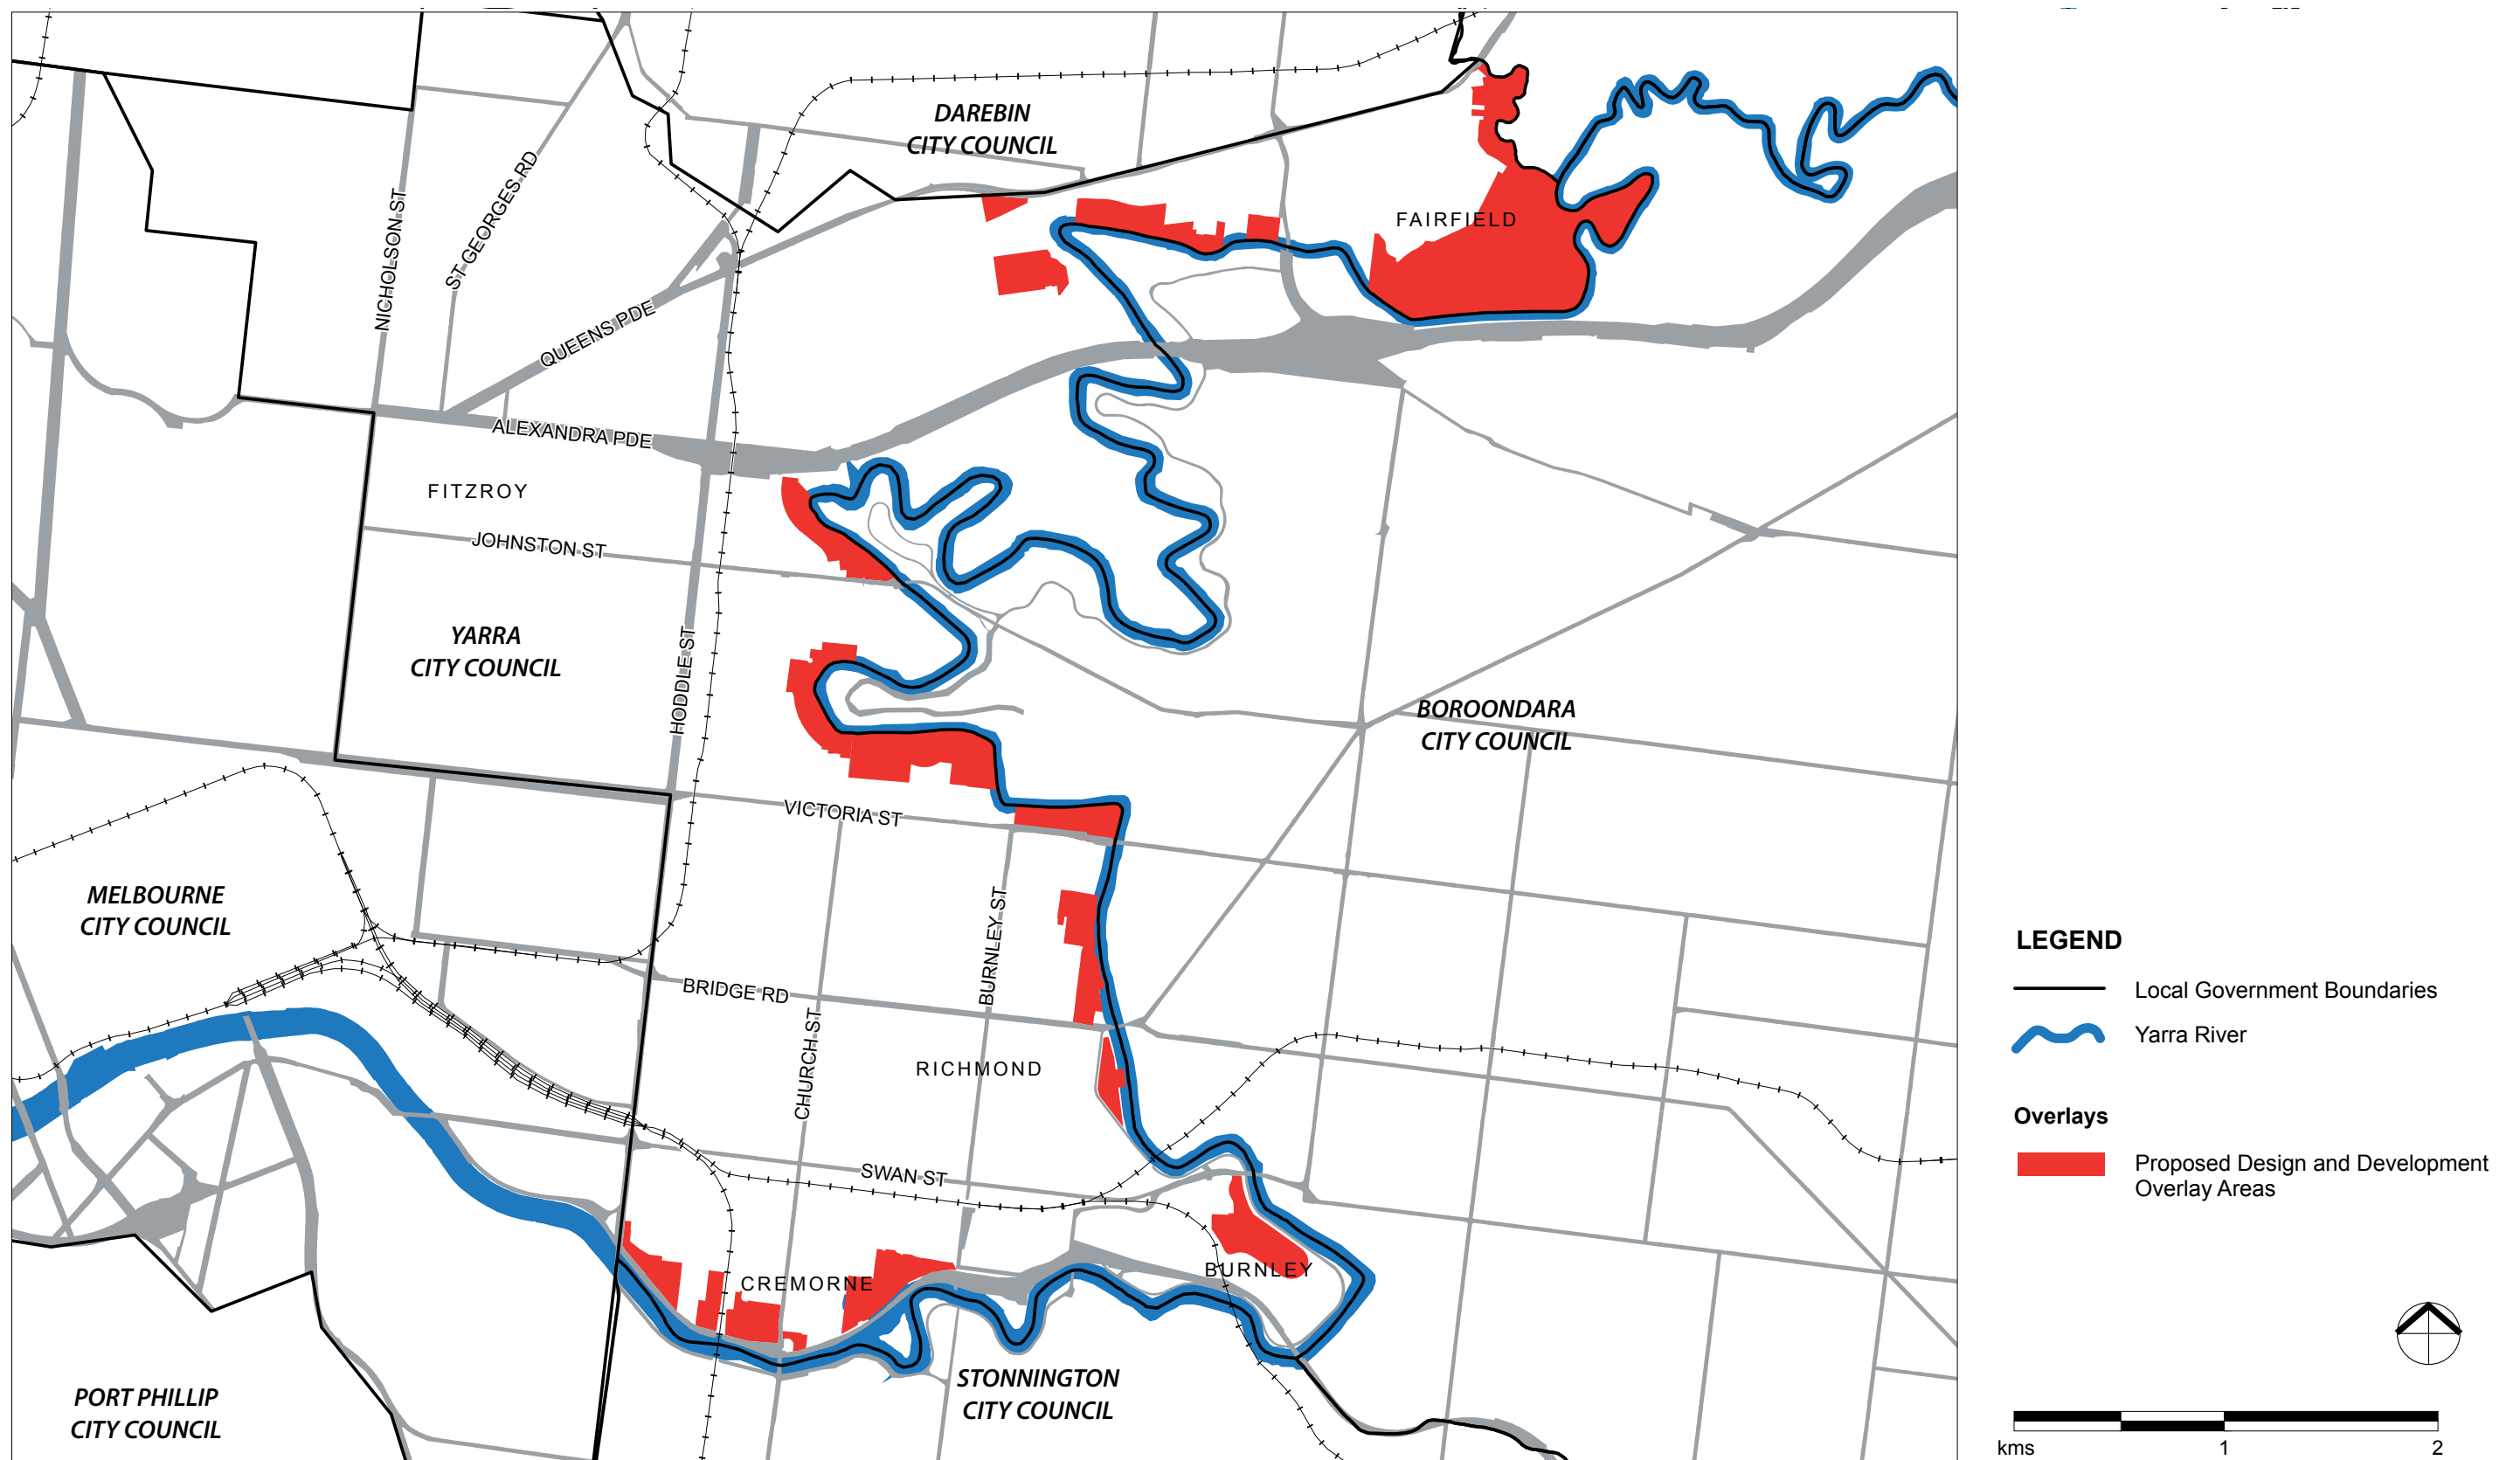 DAREBIN
CITY COUNCIL
NICHOLSON ST
ST GEORGES RD
FAIRFIELD
QUEENS PDE
ALEXANDRA PDE
FITZROY
JOHNSTON ST
YARRA
CITY COUNCIL
HODDLE ST
BOROONDARA
CITY COUNCIL
VICTORIA ST
MELBOURNE
CITY COUNCIL
BURNLEY ST
BRIDGE RD
CHURCH ST
RICHMOND
SWAN ST
CREMORNE
BURNLEY
STONNINGTON
CITY COUNCIL
PORT PHILLIP
CITY COUNCIL
LEGEND
Local Government Boundaries
Yarra River
Overlays
Proposed Design and Development
Overlay Areas
kms 1 2